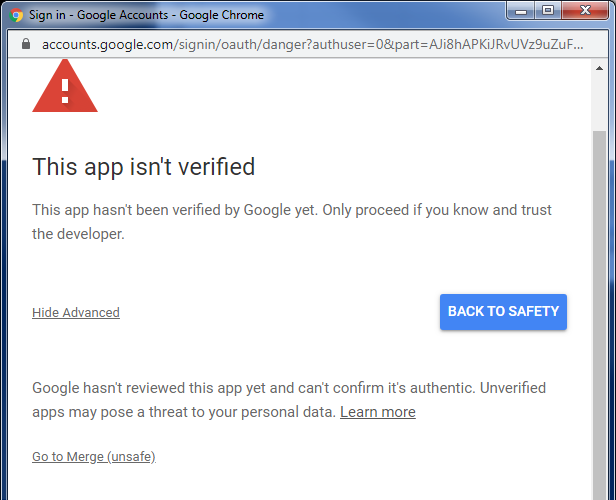 Sign in - Google Accounts - Google Chrome
accounts.google.com/signin/oauth/danger?authuser=0&part=AJi8hAPKiJRvUVz9uZuF...
This app isn't verified
This app hasn't been verified by Google yet. Only proceed if you know and trust
the developer.
Hide Advanced
BACK TO SAFETY
Google hasn't reviewed this app yet and can't confirm it's authentic. Unverified
apps may pose a threat to your personal data. Learn more
Go to Merge (unsafe)